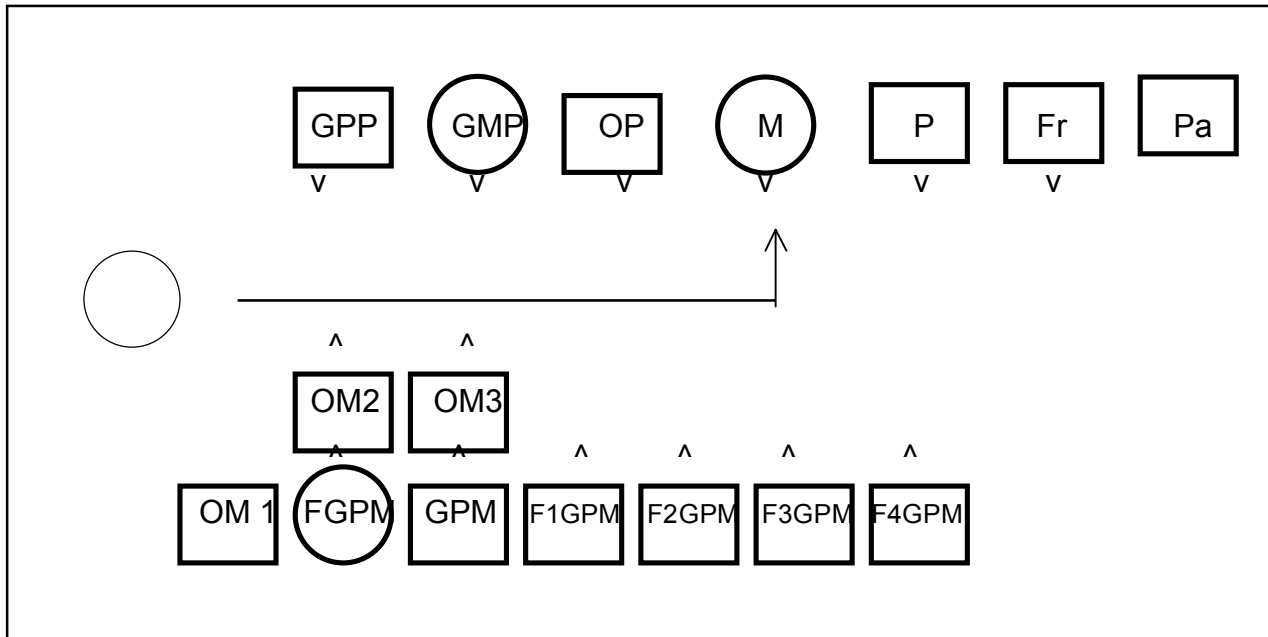 GPP GMP OP M P Fr Pa
v v v v v v
^ ^
OM2 OM3
^ ^ ^ ^ ^ ^
OM 1 FGPM GPM F1GPM F2GPM F3GPM F4GPM